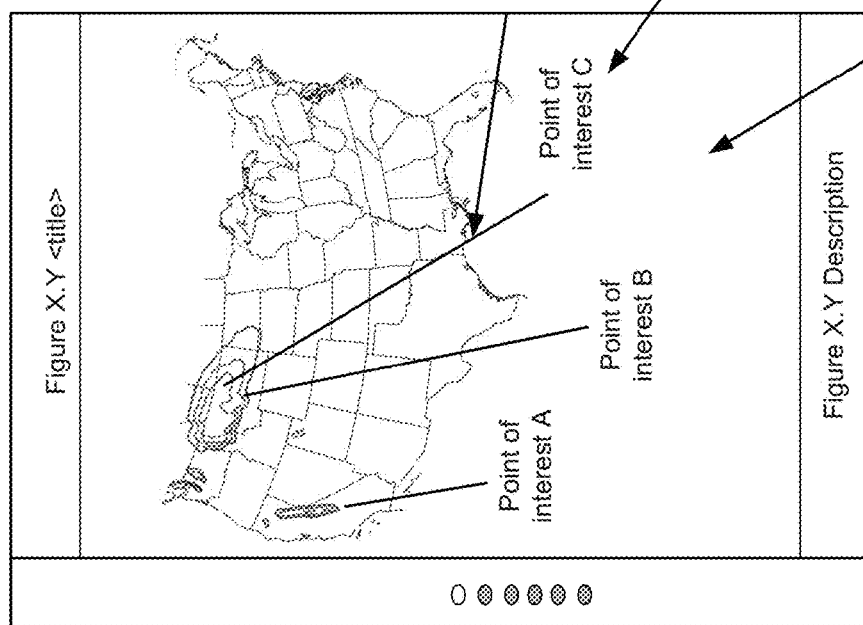 Figure X.Y <title>
Point of
interest A
Point of
interest B
Point of
interest C
Figure X.Y Description